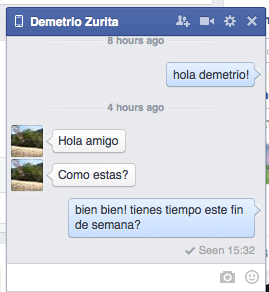 Demetrio Zurita
8 hours ago
hola demetrio!
4 hours ago
Hola amigo
Como estas?
bien bien! tienes tiempo este fin
de semana?
Seen 15:32